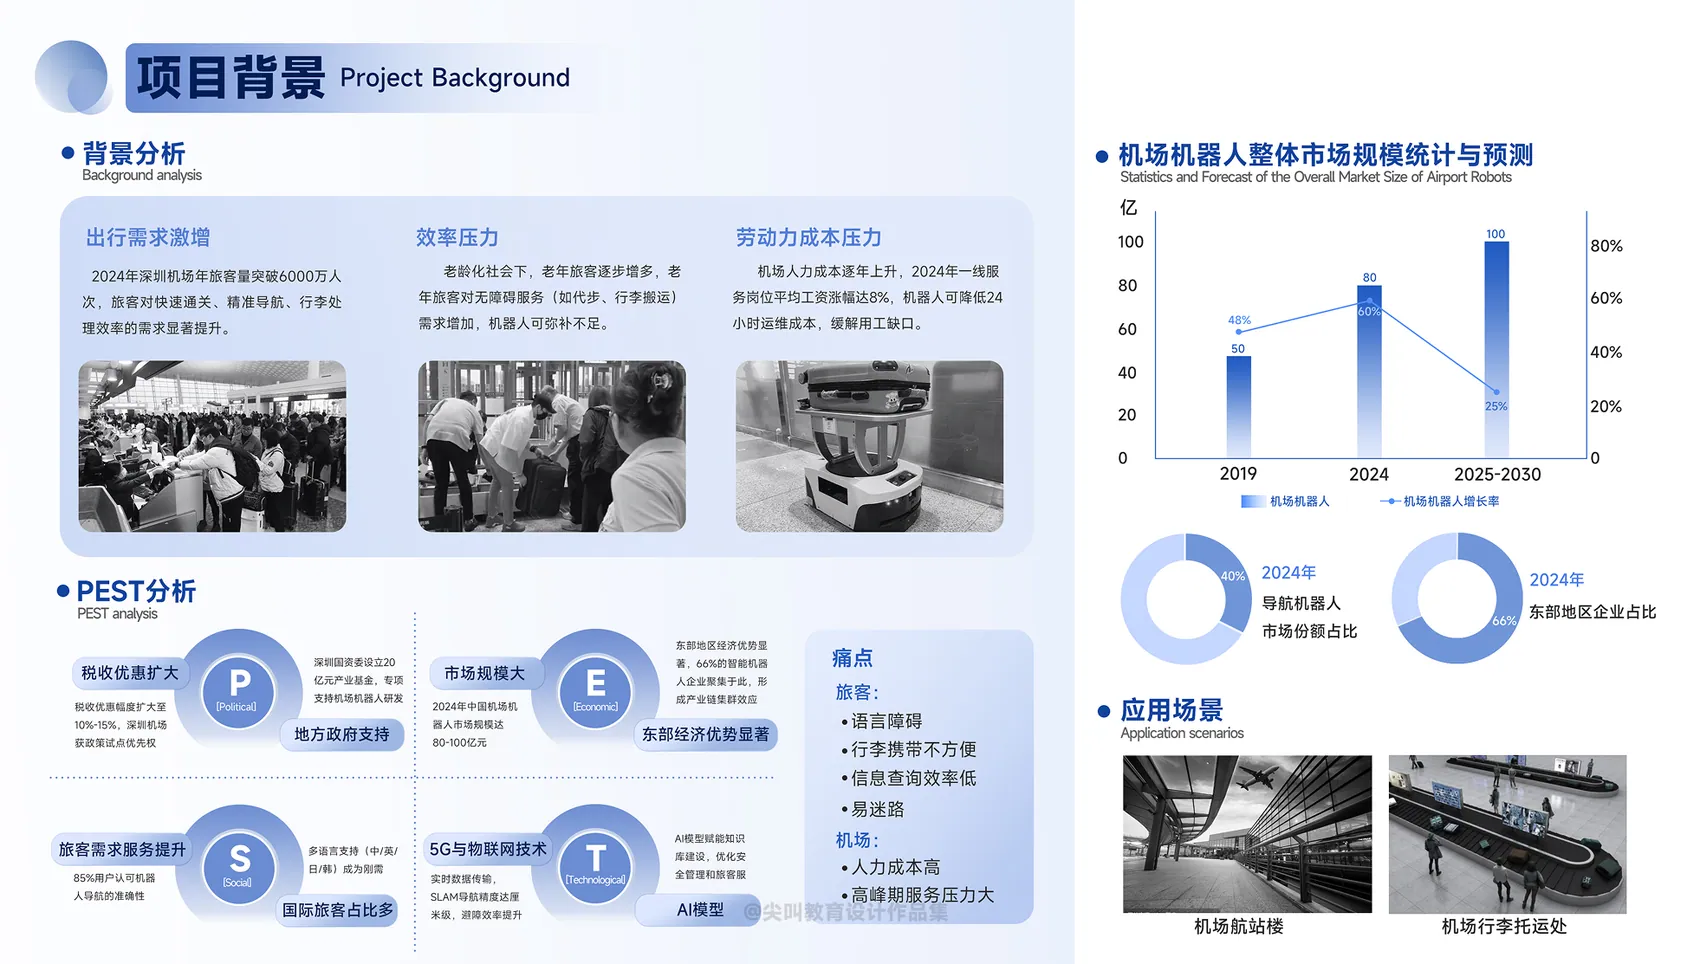 项目背景 Project Background
背景分析
Background analysis
出行需求激增
2024年深圳机场年旅客量突破6000万人
次，旅客对快速通关、精准导航、行李处
理效率的需求显著提升。
效率压力
老龄化社会下，老年旅客逐步增多，老
年旅客对无障碍服务（如代步、行李搬运）
需求增加，机器人可弥补不足。
劳动力成本压力
机场人力成本逐年上升，2024年一线服
务岗位平均工资涨幅达8%，机器人可降低24
小时运维成本，缓解用工缺口。
PEST分析
PEST analysis
税收优惠扩大
税收优惠幅度扩大至
10%-15%，深圳机场
获政策试点优先权
P
[Political]
深圳国资委设立20
亿元产业基金，专项
支持机场机器人研发
地方政府支持
市场规模大
2024年中国机场机
器人市场规模达
80-100亿元
E
[Economic]
东部地区经济优势显
著，66%的智能机器
人企业聚集于此，形
成产业链集群效应
东部经济优势显著
旅客需求服务提升
85%用户认可机器
人导航的准确性
S
[Social]
多语言支持（中/英/
日/韩）成为刚需
国际旅客占比多
5G与物联网技术
实时数据传输，
SLAM导航精度达厘
米级，避障效率提升
T
[Technological]
AI模型赋能知识
库建设，优化安
全管理和旅客服
AI模型
痛点
旅客：
•语言障碍
•行李携带不方便
•信息查询效率低
•易迷路
机场：
•人力成本高
•高峰期服务压力大
@尖叫教育设计作品集
机场机器人整体市场规模统计与预测
Statistics and Forecast of the Overall Market Size of Airport Robots
亿
100
80
60
40
20
0
48%
50
80
60%
100
25%
80%
60%
40%
20%
0
2019
2024
2025-2030
机场机器人
机场机器人增长率
40%
2024年
导航机器人
市场份额占比
66%
2024年
东部地区企业占比
应用场景
Application scenarios
机场航站楼
机场行李托运处